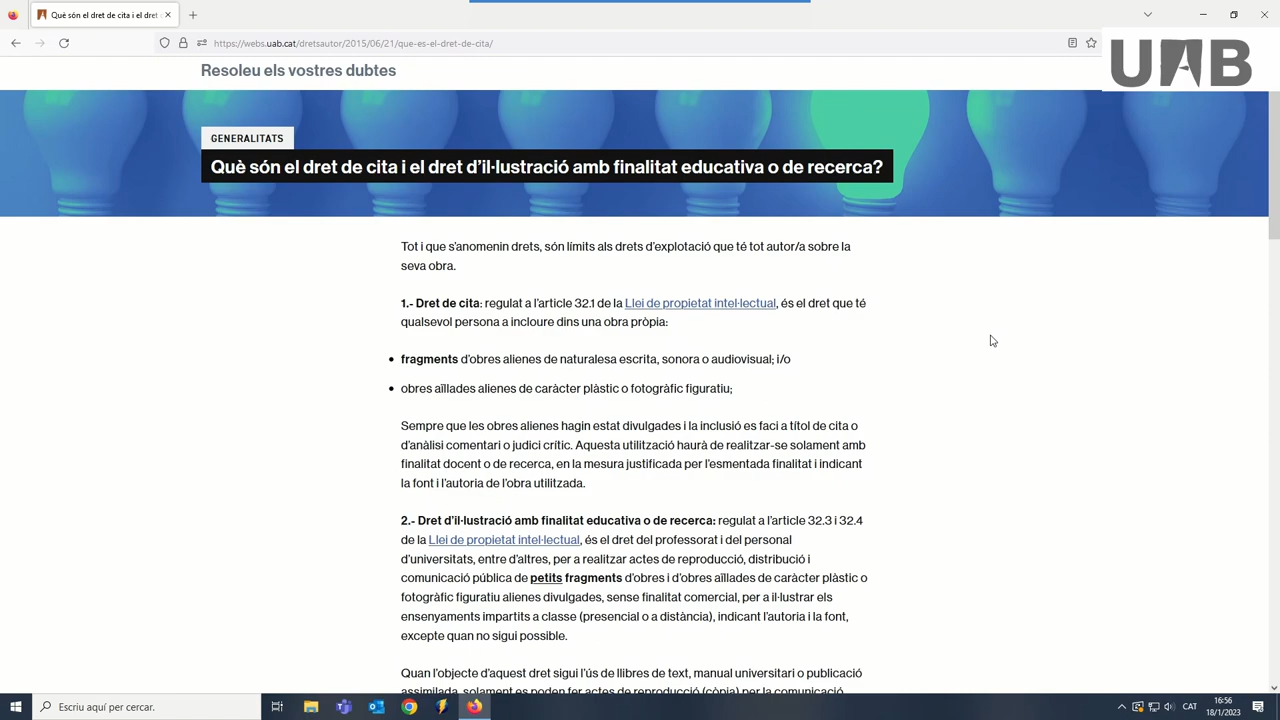 Què són el dret de cita i el dret
https://webs.uab.cat/dretsautor/2015/06/21/que-es-el-dret-de-cita/
UAB
Resoleu els vostres dubtes
GENERALITATS
Què són el dret de cita i el dret d’il·lustració amb finalitat educativa o de recerca?
Tot i que s’anomenin drets, són límits als drets d’explotació que té tot autor/a sobre la
seva obra.
1.- Dret de cita: regulat a l’article 32.1 de la Llei de propietat intel·lectual, és el dret que té
qualsevol persona a incloure dins una obra pròpia:
• fragments d’obres alienes de naturalesa escrita, sonora o audiovisual; i/o
• obres aïllades alienes de caràcter plàstic o fotogràfic figuratiu;
Sempre que les obres alienes hagin estat divulgades i la inclusió es faci a títol de cita o
d’anàlisi comentari o judici crític. Aquesta utilització haurà de realitzar-se solament amb
finalitat docent o de recerca, en la mesura justificada per l’esmentada finalitat i indicant
la font i l’autoria de l’obra utilitzada.
2.- Dret d’il·lustració amb finalitat educativa o de recerca: regulat a l’article 32.3 i 32.4
de la Llei de propietat intel·lectual, és el dret del professorat i del personal
d’universitats, entre d’altres, per a realitzar actes de reproducció, distribució i
comunicació pública de petits fragments d’obres i d’obres aïllades de caràcter plàstic o
fotogràfic figuratiu alienes divulgades, sense finalitat comercial, per a il·lustrar els
ensenyaments impartits a classe (presencial o a distància), indicant l’autoria i la font,
excepte quan no sigui possible.
Quan l’objecte d’aquest dret sigui l’ús de llibres de text, manual universitari o publicació
assimilada, solament es poden fer actes de reproducció (còpia) per la comunicació
Escriu aquí per cercar.
CAT
16:56
18/1/2023